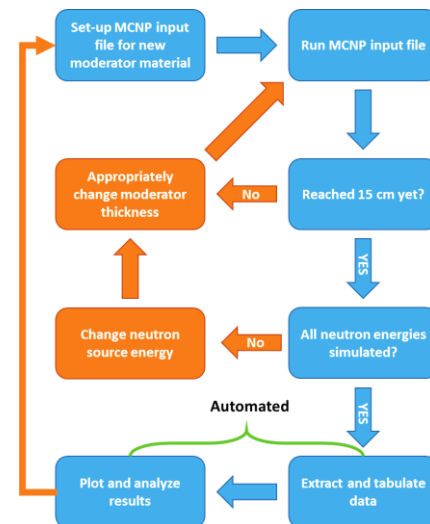 Set-up MCNP input
file for new
moderator material
Run MCNP input file
Appropriately
change moderator
thickness
No
Reached 15 cm yet?
YES
Change neutron
source energy
No
All neutron energies
simulated?
YES
Automated
Plot and analyze
results
Extract and tabulate
data